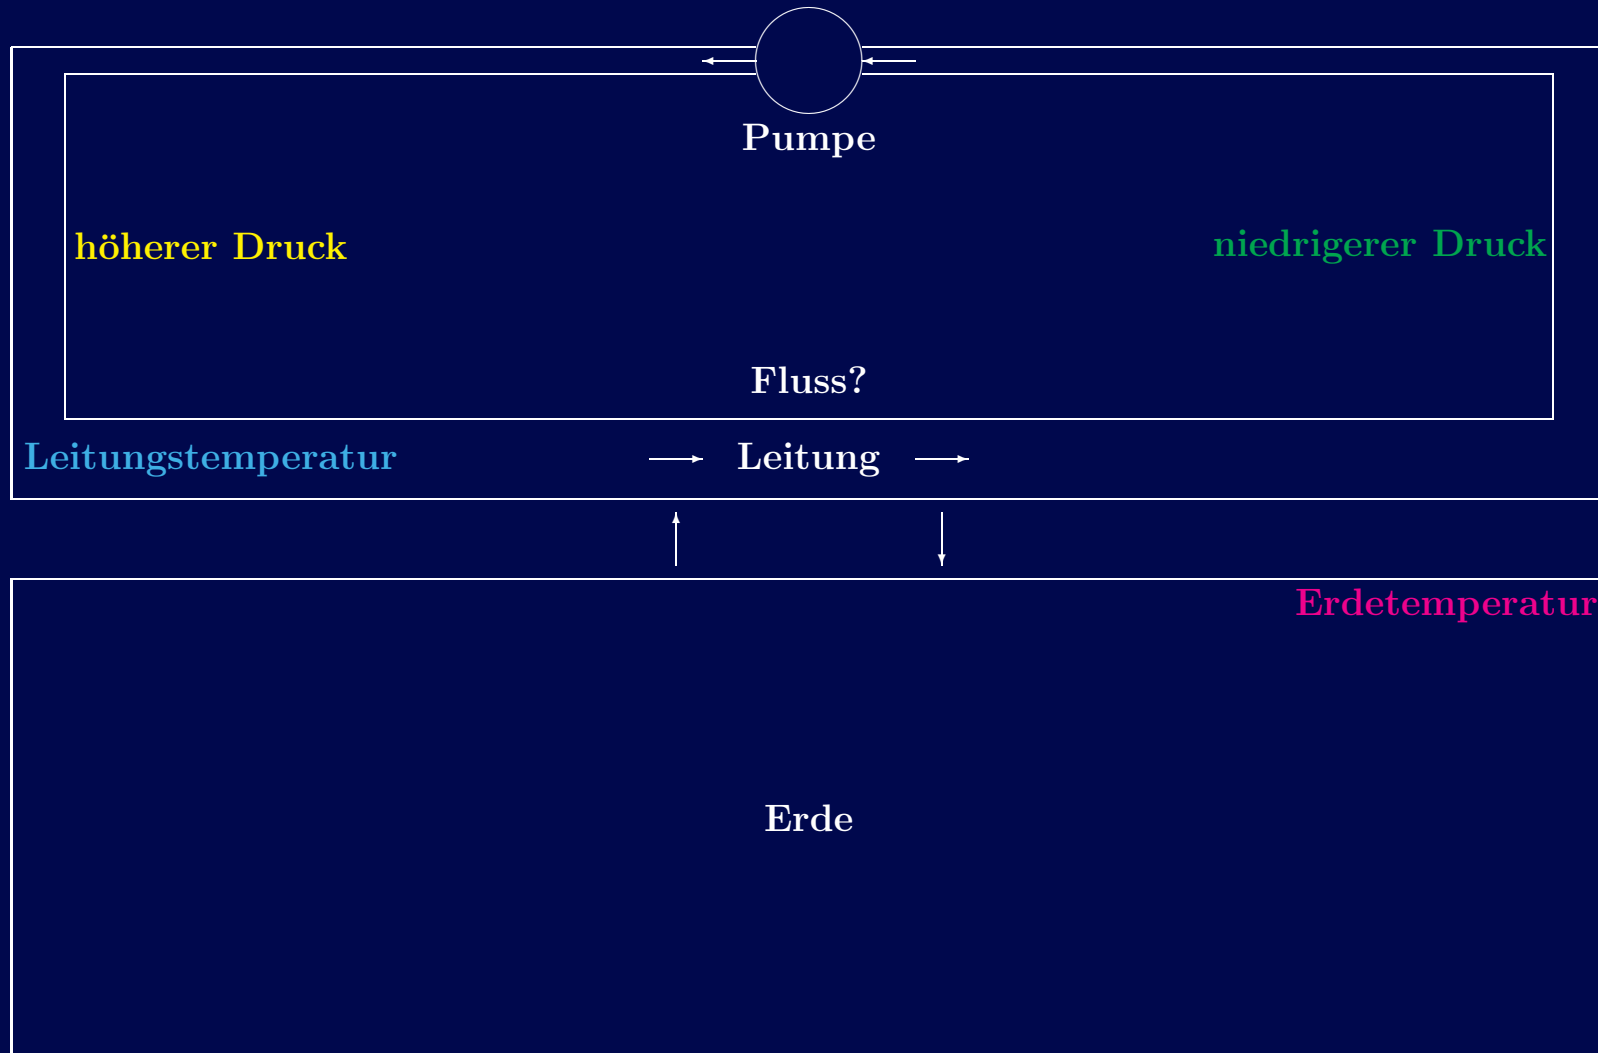 Pumpe
höherer Druck
niedrigerer Druck
Fluss?
Leitungstemperatur
Leitung
Erdetemperatur
Erde